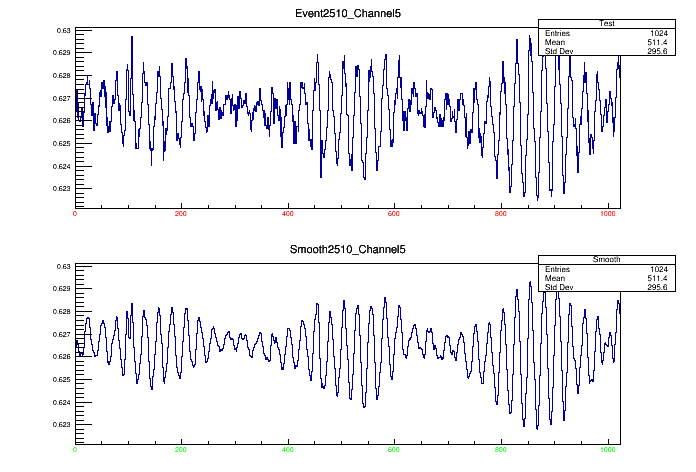 Event2510_Channel5
Test
Entries 1024
Mean 511.4
Std Dev 295.6
0.63
0.629
0.628
0.627
0.626
0.625
0.624
0.623
0 200 400 600 800 1000
Smooth2510_Channel5
Smooth
Entries 1024
Mean 511.4
Std Dev 295.6
0.63
0.629
0.628
0.627
0.626
0.625
0.624
0.623
0.622
0 200 400 600 800 1000